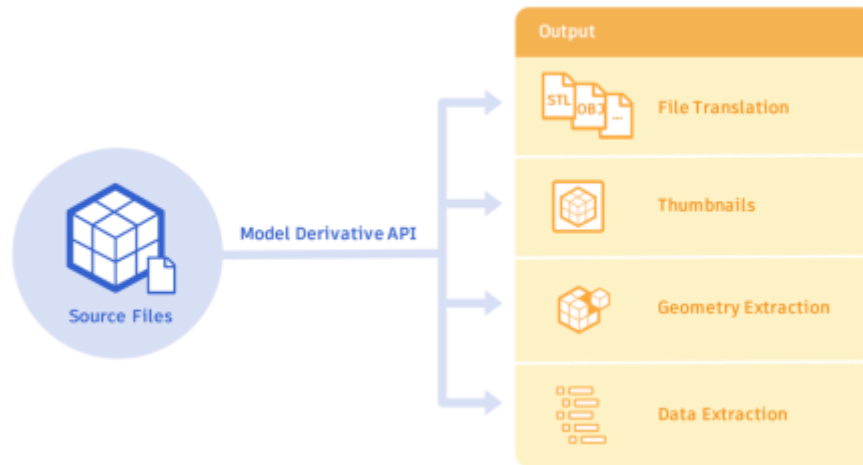 Output
STL
OBJ
...
File Translation
Thumbnails
Model Derivative API
Source Files
Geometry Extraction
Data Extraction